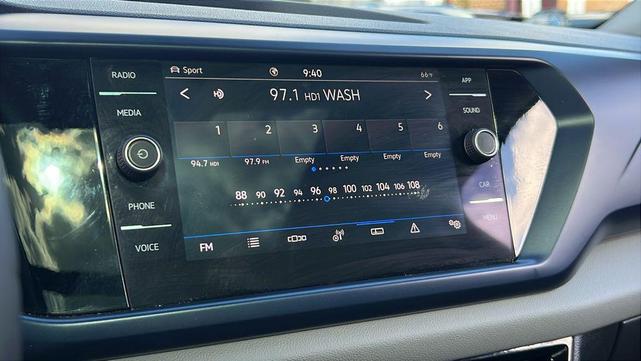 RADIO
MEDIA
PHONE
VOICE
Sport 9:40 66°F
< 97.1 HD1 WASH >
1 2 3 4 5 6
94.7 HD1 97.9 FM Empty Empty Empty Empty
88 90 92 94 96 98 100 102 104 106 108
FM
APP
SOUND
CAR
MENU